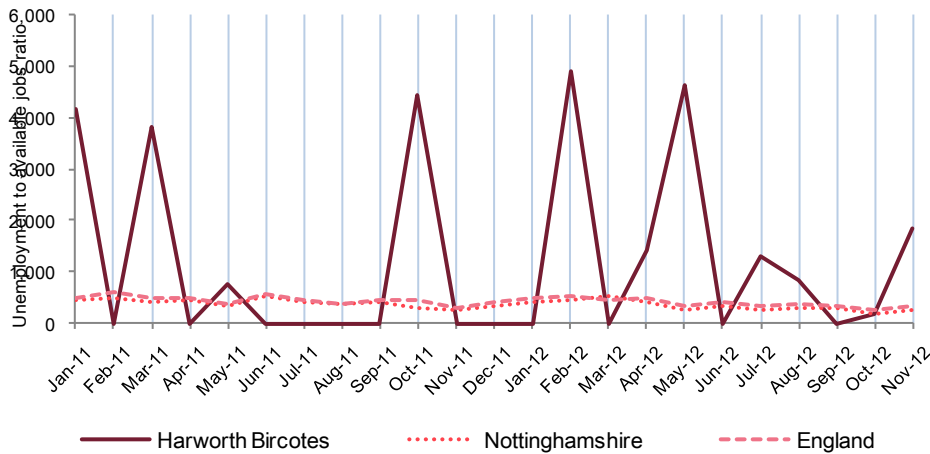 Unemployment to available jobs ratio
6,000
5,000
4,000
3,000
2,000
1,000
0
Jan-11
Feb-11
Mar-11
Apr-11
May-11
Jun-11
Jul-11
Aug-11
Sep-11
Oct-11
Nov-11
Dec-11
Jan-12
Feb-12
Mar-12
Apr-12
May-12
Jun-12
Jul-12
Aug-12
Sep-12
Oct-12
Nov-12
Harworth Bircotes
Nottinghamshire
England